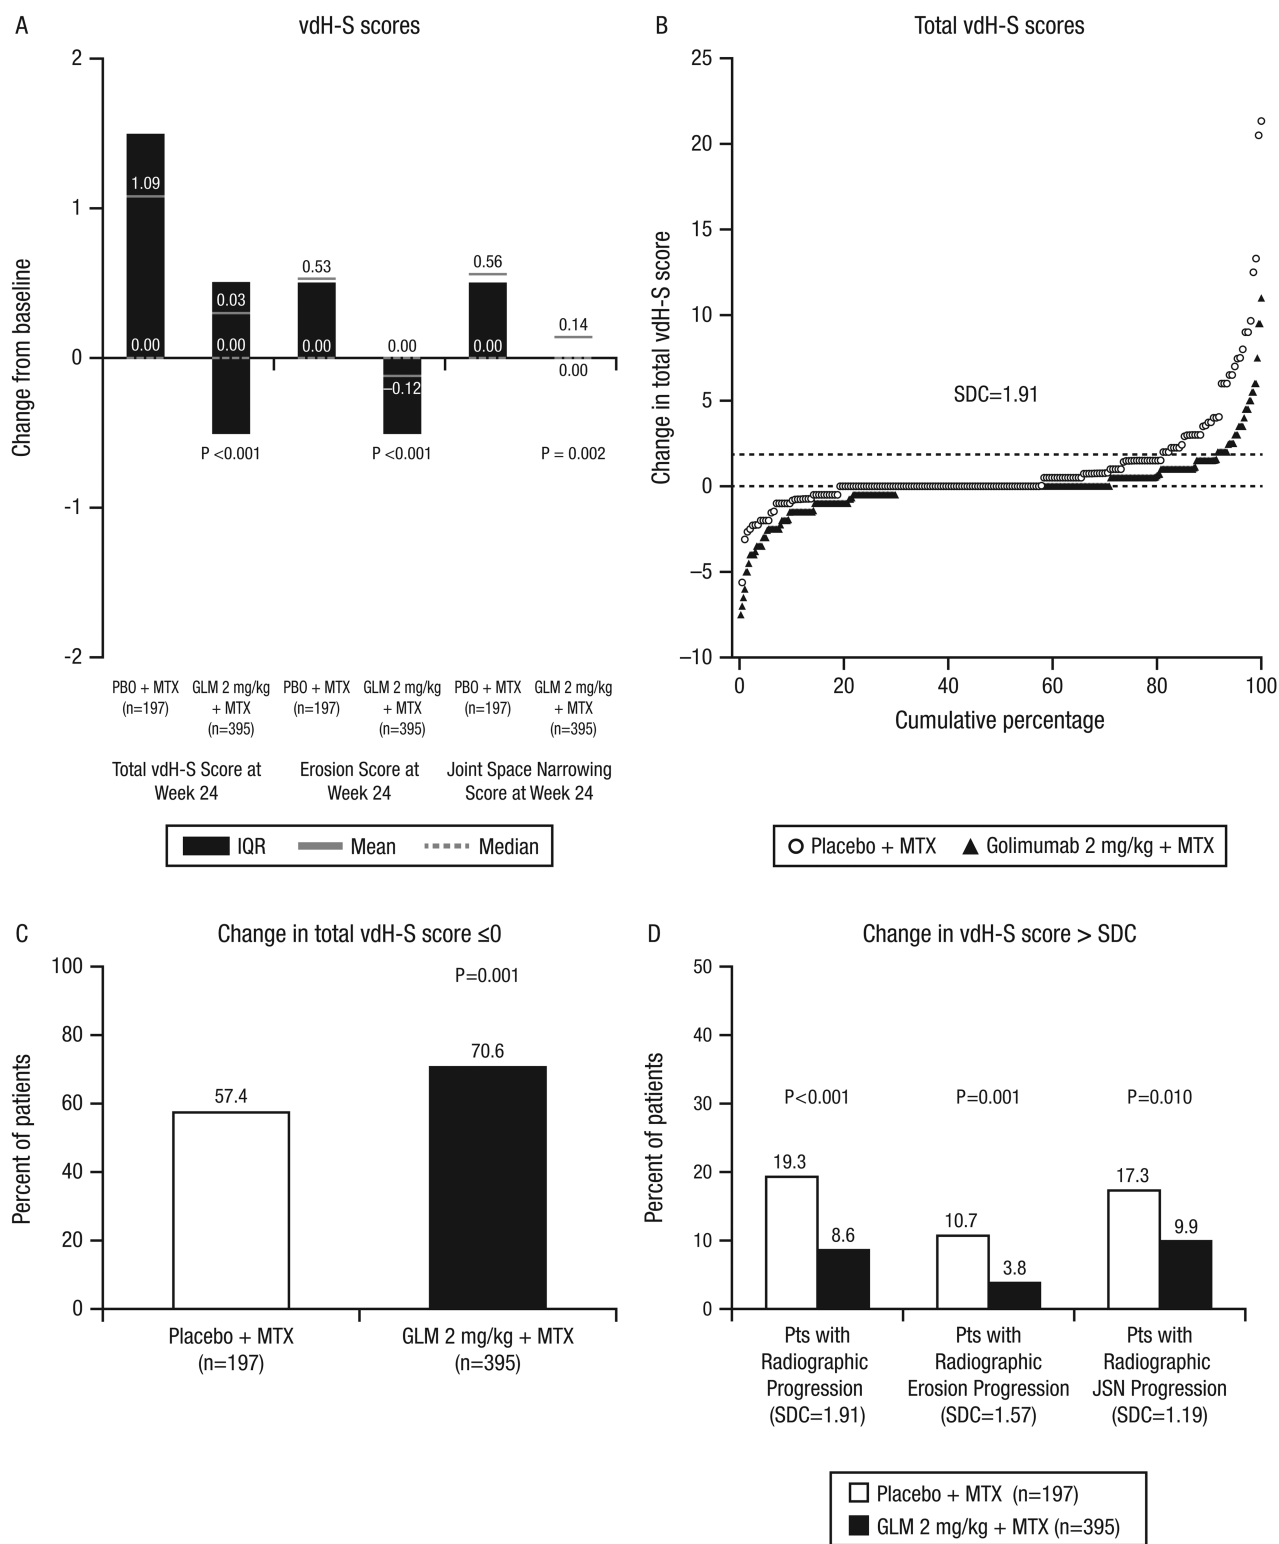 A
vdH-S scores
2
1
0
-1
-2
Change from baseline
1.09
0.00
0.03
0.00
P <0.001
0.53
0.00
0.00
–0.12
P <0.001
0.56
0.00
0.14
0.00
P = 0.002
PBO + MTX
(n=197)
GLM 2 mg/kg
+ MTX
(n=395)
PBO + MTX
(n=197)
GLM 2 mg/kg
+ MTX
(n=395)
PBO + MTX
(n=197)
GLM 2 mg/kg
+ MTX
(n=395)
Total vdH-S Score at
Week 24
Erosion Score at
Week 24
Joint Space Narrowing
Score at Week 24
IQR
Mean
Median
B
Total vdH-S scores
25
20
15
10
5
0
–5
–10
Change in total vdH-S score
SDC=1.91
0 20 40 60 80 100
Cumulative percentage
Placebo + MTX
Golimumab 2 mg/kg + MTX
C
Change in total vdH-S score ≤0
100
80
60
40
20
0
Percent of patients
P=0.001
57.4
70.6
Placebo + MTX
(n=197)
GLM 2 mg/kg + MTX
(n=395)
D
Change in vdH-S score > SDC
50
40
30
20
10
0
Percent of patients
P<0.001
P=0.001
P=0.010
19.3
8.6
10.7
3.8
17.3
9.9
Pts with
Radiographic
Progression
(SDC=1.91)
Pts with
Radiographic
Erosion Progression
(SDC=1.57)
Pts with
Radiographic
JSN Progression
(SDC=1.19)
Placebo + MTX (n=197)
GLM 2 mg/kg + MTX (n=395)